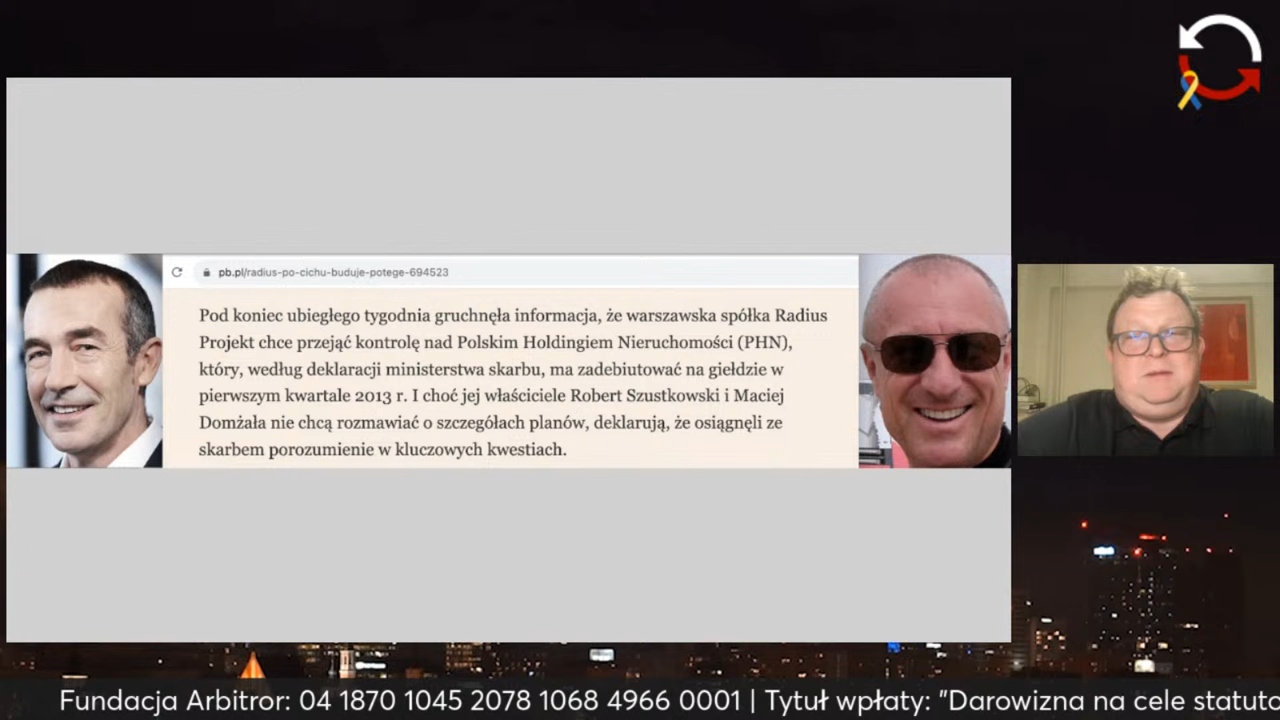 pb.pl/radius-po-cichu-buduje-potege-694523
Pod koniec ubiegłego tygodnia gruchnęła informacja, że warszawska spółka Radius
Projekt chce przejąć kontrolę nad Polskim Holdingiem Nieruchomości (PHN),
który, według deklaracji ministerstwa skarbu, ma zadebiutować na giełdzie w
pierwszym kwartale 2013 r. I choć jej właściciele Robert Szustkowski i Maciej
Domżała nie chcą rozmawiać o szczegółach planów, deklarują, że osiągnęli ze
skarbem porozumienie w kluczowych kwestiach.
Fundacja Arbitror: 04 1870 1045 2078 1068 4966 0001 | Tytuł wpłaty: "Darowizna na cele statuto